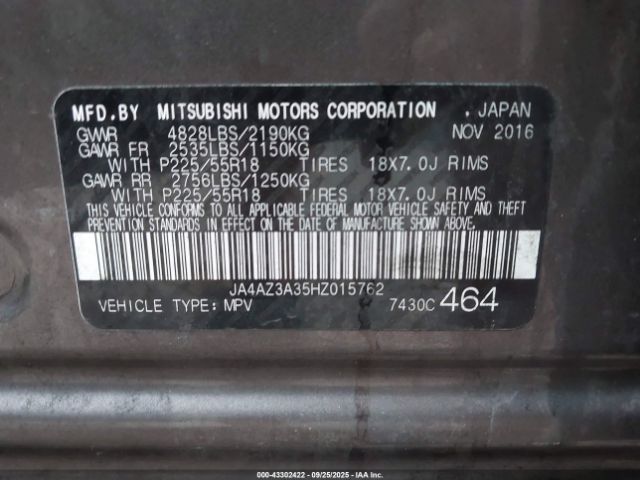 MFD.BY MITSUBISHI MOTORS CORPORATION . JAPAN
GVWR 4828LBS/2190KG NOV 2016
GAWR FR 2535LBS/1150KG
WITH P225/55R18 TIRES 18X7.0J RIMS
GAWR RR 2756LBS/1250KG
WITH P225/55R18 TIRES 18X7.0J RIMS
THIS VEHICLE CONFORMS TO ALL APPLICABLE FEDERAL MOTOR VEHICLE SAFETY AND THEFT
PREVENTION STANDARDS IN EFFECT ON THE DATE OF MANUFACTURE SHOWN ABOVE.
JA4AZ3A35HZ015762
VEHICLE TYPE: MPV 7430C 464
000-43302422 - 09/25/2025 - IAA Inc.